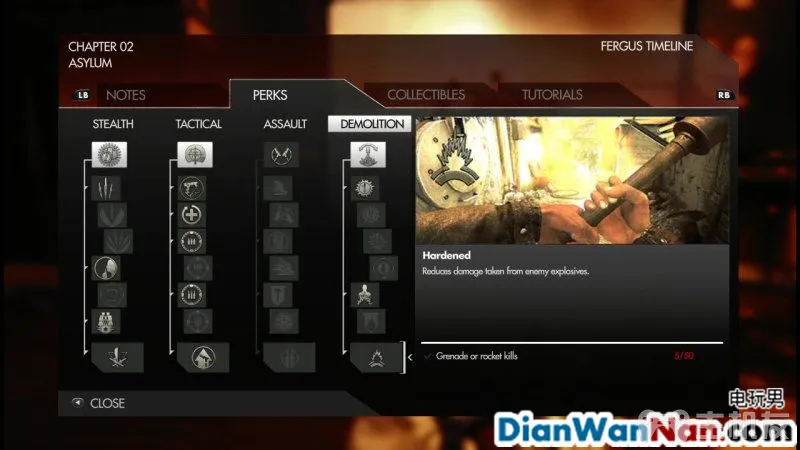 CHAPTER 02
ASYLUM
FERGUS TIMELINE
LB
NOTES
PERKS
COLLECTIBLES
TUTORIALS
RB
STEALTH
TACTICAL
ASSAULT
DEMOLITION
Hardened
Reduces damage taken from enemy explosives.
Grenade or rocket kills
5/50
CLOSE
电玩男
DianWanNan.com